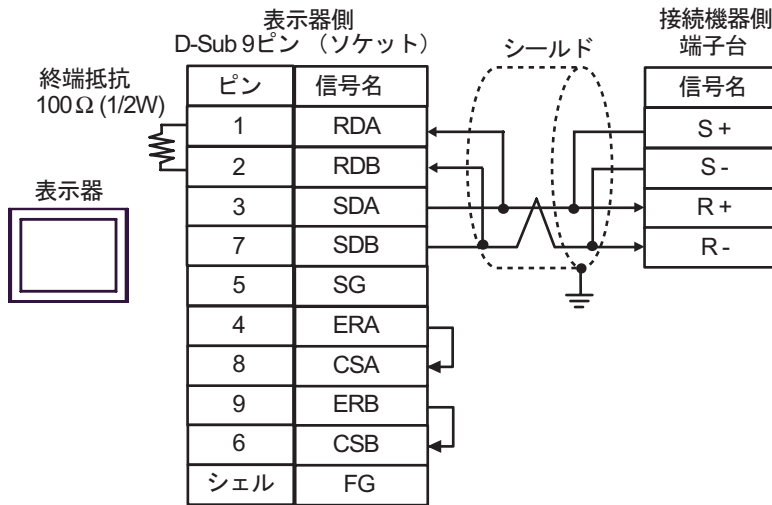 表示器側
D-Sub 9ピン （ソケット）
シールド
接続機器側
端子台
終端抵抗
100Ω (1/2W)
表示器
ピン 信号名
1 RDA
2 RDB
3 SDA
7 SDB
5 SG
4 ERA
8 CSA
9 ERB
6 CSB
シェル FG
信号名
S +
S -
R +
R -